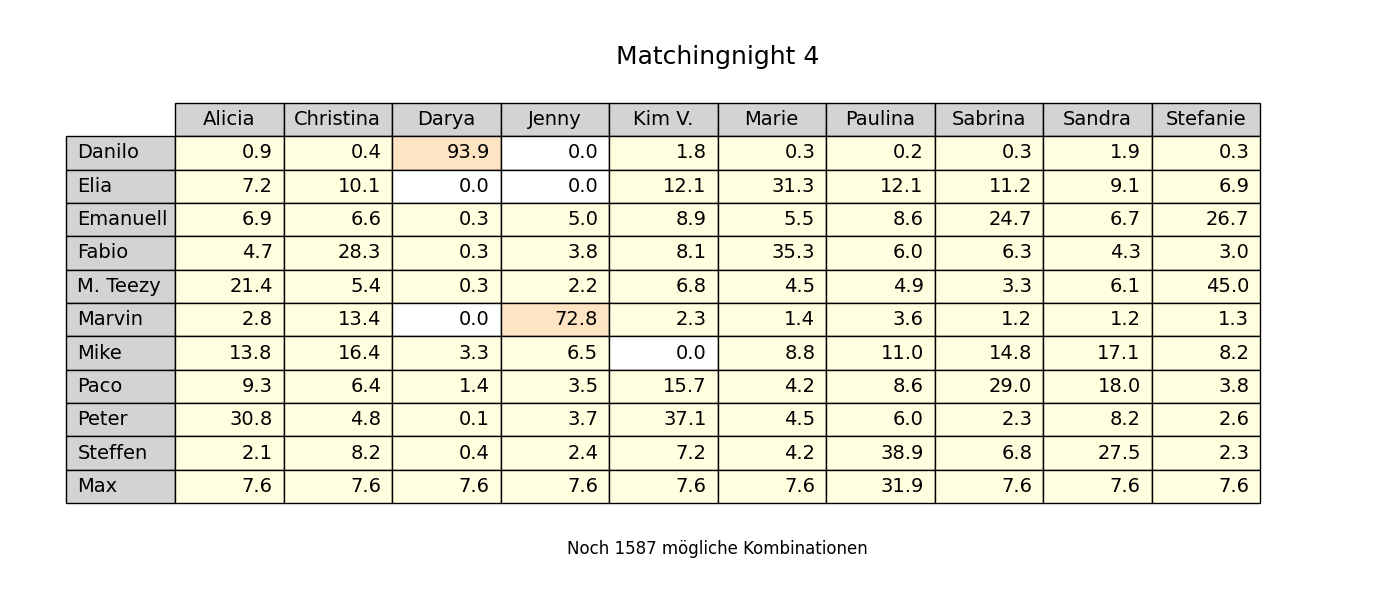 Matchingnight 4
Alicia Christina Darya Jenny Kim V. Marie Paulina Sabrina Sandra Stefanie
Danilo 0.9 0.4 93.9 0.0 1.8 0.3 0.2 0.3 1.9 0.3
Elia 7.2 10.1 0.0 0.0 12.1 31.3 12.1 11.2 9.1 6.9
Emanuell 6.9 6.6 0.3 5.0 8.9 5.5 8.6 24.7 6.7 26.7
Fabio 4.7 28.3 0.3 3.8 8.1 35.3 6.0 6.3 4.3 3.0
M. Teezy 21.4 5.4 0.3 2.2 6.8 4.5 4.9 3.3 6.1 45.0
Marvin 2.8 13.4 0.0 72.8 2.3 1.4 3.6 1.2 1.2 1.3
Mike 13.8 16.4 3.3 6.5 0.0 8.8 11.0 14.8 17.1 8.2
Paco 9.3 6.4 1.4 3.5 15.7 4.2 8.6 29.0 18.0 3.8
Peter 30.8 4.8 0.1 3.7 37.1 4.5 6.0 2.3 8.2 2.6
Steffen 2.1 8.2 0.4 2.4 7.2 4.2 38.9 6.8 27.5 2.3
Max 7.6 7.6 7.6 7.6 7.6 7.6 31.9 7.6 7.6 7.6
Noch 1587 mögliche Kombinationen